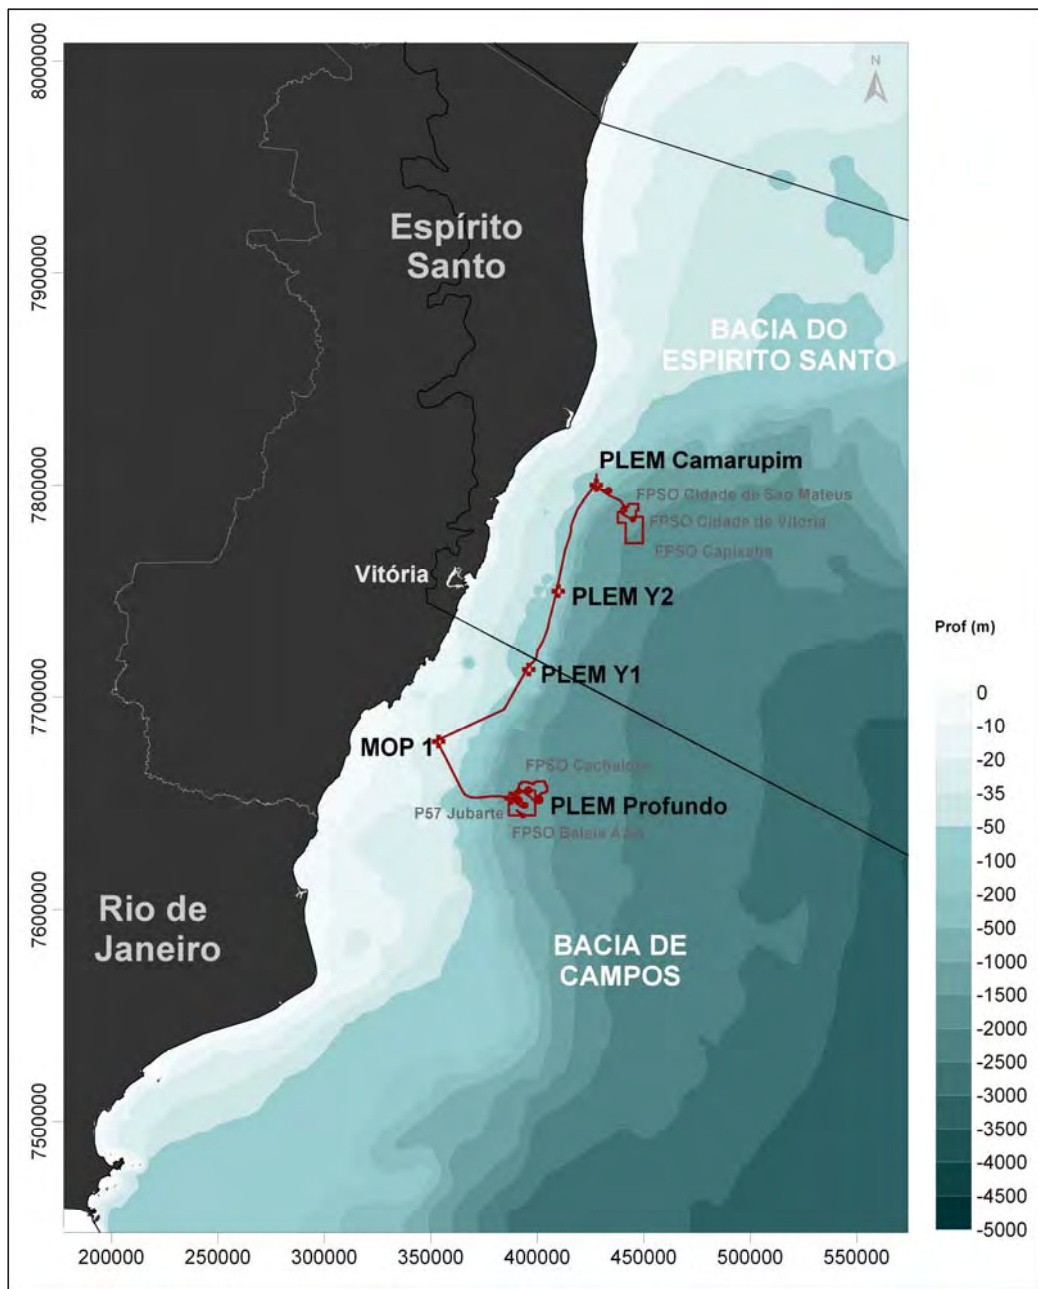 N
8000000
7900000
7800000
7700000
7600000
7500000
Espírito
Santo
BACIA DO
ESPIRITO SANTO
PLEM Camarupim
FPSO Cidade de Sao Mateus
FPSO Cidade de Vitoria
FPSO Capixaba
Vitória
PLEM Y2
PLEM Y1
MOP 1
FPSO Cachalote
PLEM Profundo
P57 Jubarte
FPSO Baleia Azul
Rio de
Janeiro
BACIA DE
CAMPOS
Prof (m)
0
-10
-20
-35
-50
-100
-200
-500
-1000
-1500
-2000
-2500
-3000
-3500
-4000
-4500
-5000
200000 250000 300000 350000 400000 450000 500000 550000